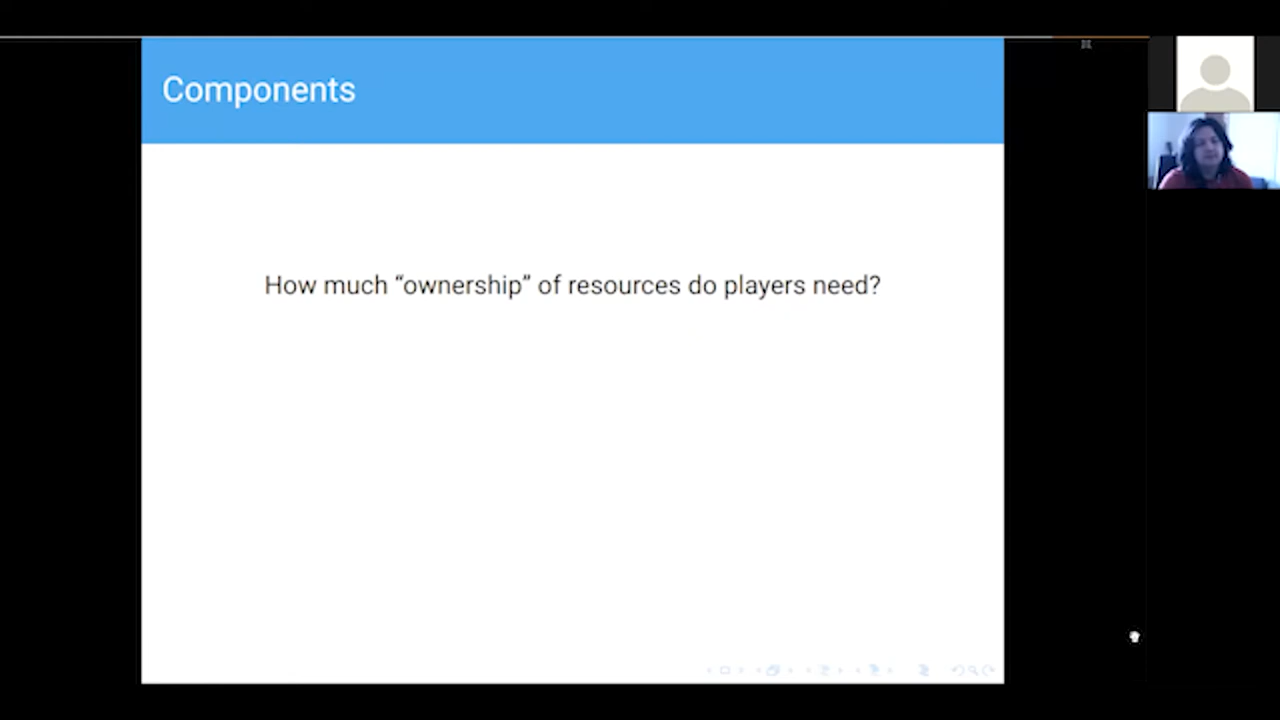 Components
How much “ownership” of resources do players need?